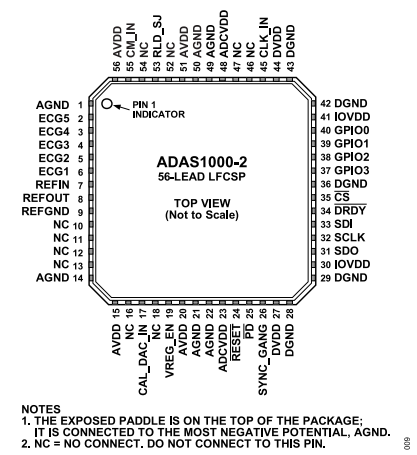 56 AVDD
55 CM_IN
54 NC
53 RLD_SJ
52 NC
51 AVDD
50 AGND
49 AGND
48 ADCVDD
47 NC
46 NC
45 CLK_IN
44 DVDD
43 DGND
AGND 1
ECG5 2
ECG4 3
ECG3 4
ECG2 5
ECG1 6
REFIN 7
REFOUT 8
REFGND 9
NC 10
NC 11
NC 12
NC 13
AGND 14
PIN 1
INDICATOR
ADAS1000-2
56-LEAD LFCSP
TOP VIEW
(Not to Scale)
42 DGND
41 IOVDD
40 GPIO0
39 GPIO1
38 GPIO2
37 GPIO3
36 DGND
35 C̅S̅
34 D̅R̅D̅Y̅
33 SDI
32 SCLK
31 SDO
30 IOVDD
29 DGND
AVDD 15
NC 16
CAL_DAC_IN 17
NC 18
VREG_EN 19
AVDD 20
AGND 21
AGND 22
ADCVDD 23
R̅E̅S̅E̅T̅ 24
P̅D̅ 25
SYNC_GANG 26
DVDD 27
DGND 28
NOTES
1. THE EXPOSED PADDLE IS ON THE TOP OF THE PACKAGE;
IT IS CONNECTED TO THE MOST NEGATIVE POTENTIAL, AGND.
2. NC = NO CONNECT. DO NOT CONNECT TO THIS PIN.
009